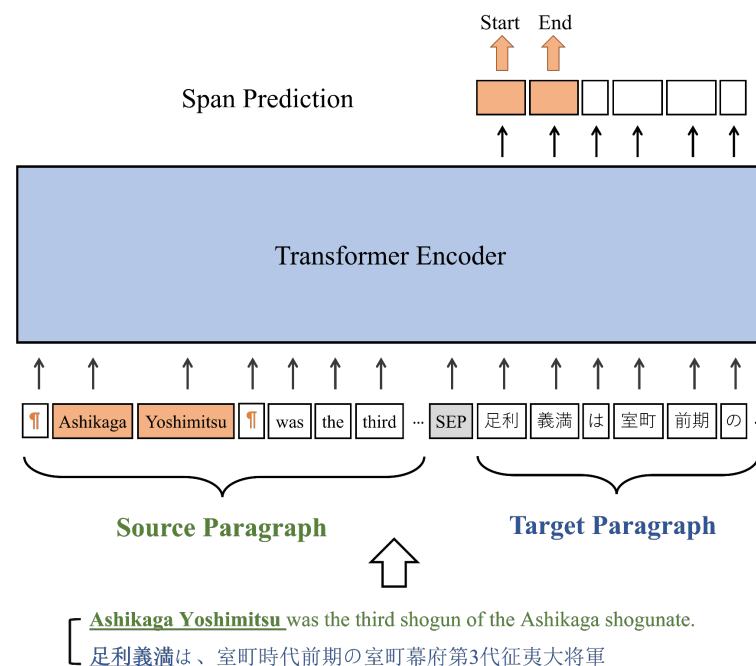 Start End
Span Prediction
Transformer Encoder
¶ Ashikaga Yoshimitsu ¶ was the third ... SEP 足利 義満 は 室町 前期 の
Source Paragraph
Target Paragraph
Ashikaga Yoshimitsu was the third shogun of the Ashikaga shogunate.
足利義満は、室町時代前期の室町幕府第3代征夷大将軍